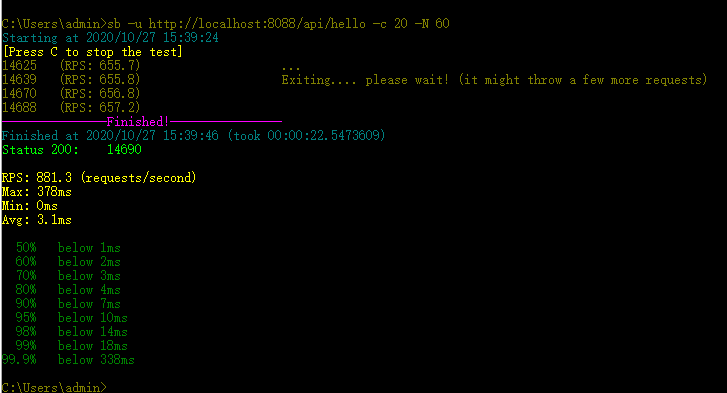 C:\Users\admin>sb -u http://localhost:8088/api/hello -c 20 -N 60
Starting at 2020/10/27 15:39:24
[Press C to stop the test]
14625   (RPS: 655.7)                    ...
14639   (RPS: 655.8)                    Exiting.... please wait! (it might throw a few more requests)
14670   (RPS: 656.8)
14688   (RPS: 657.2)
---------------Finished!----------------
Finished at 2020/10/27 15:39:46 (took 00:00:22.5473609)
Status 200:    14690
RPS: 881.3 (requests/second)
Max: 378ms
Min: 0ms
Avg: 3.1ms
50%   below 1ms
60%   below 2ms
70%   below 3ms
80%   below 4ms
90%   below 7ms
95%   below 10ms
98%   below 14ms
99%   below 18ms
99.9%   below 338ms
C:\Users\admin>